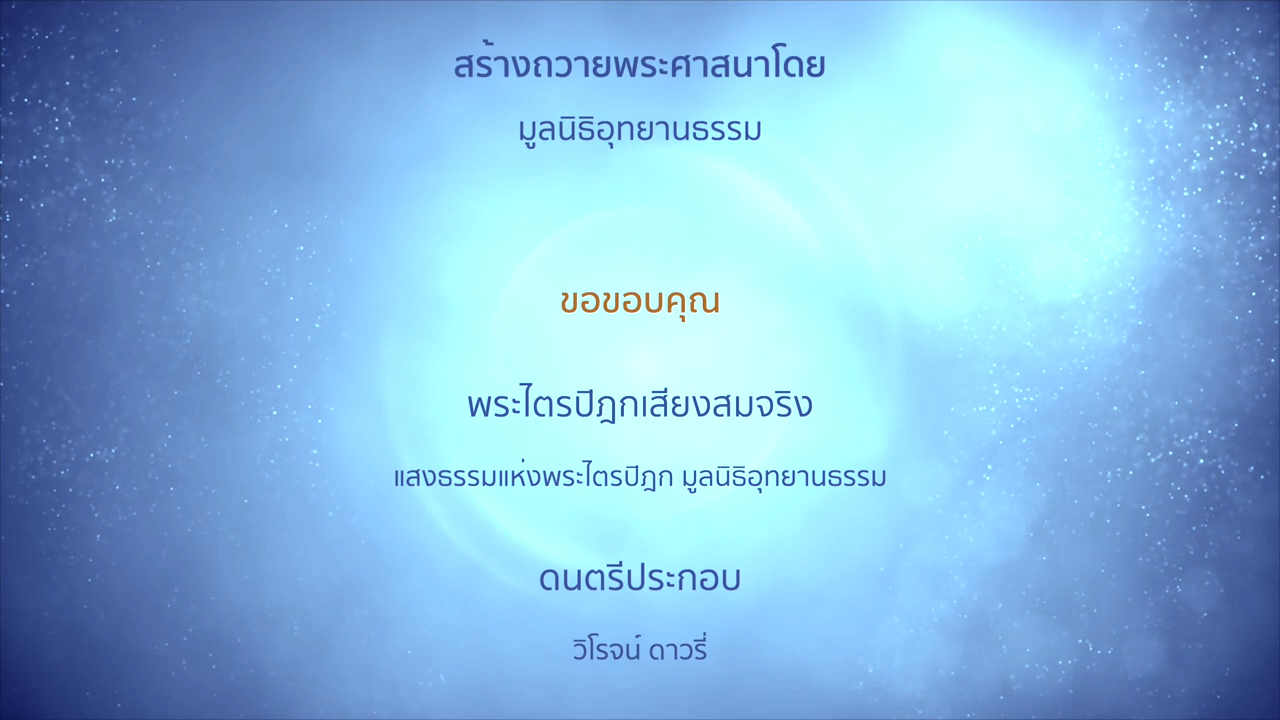 สร้างถวายพระศาสนาโดย
มูลนิธิอุทยานธรรม
ขอขอบคุณ
พระไตรปิฎกเสียงสมจริง
แสงธรรมแห่งพระไตรปิฎก มูลนิธิอุทยานธรรม
ดนตรีประกอบ
วิโรจน์ ดาวรี่